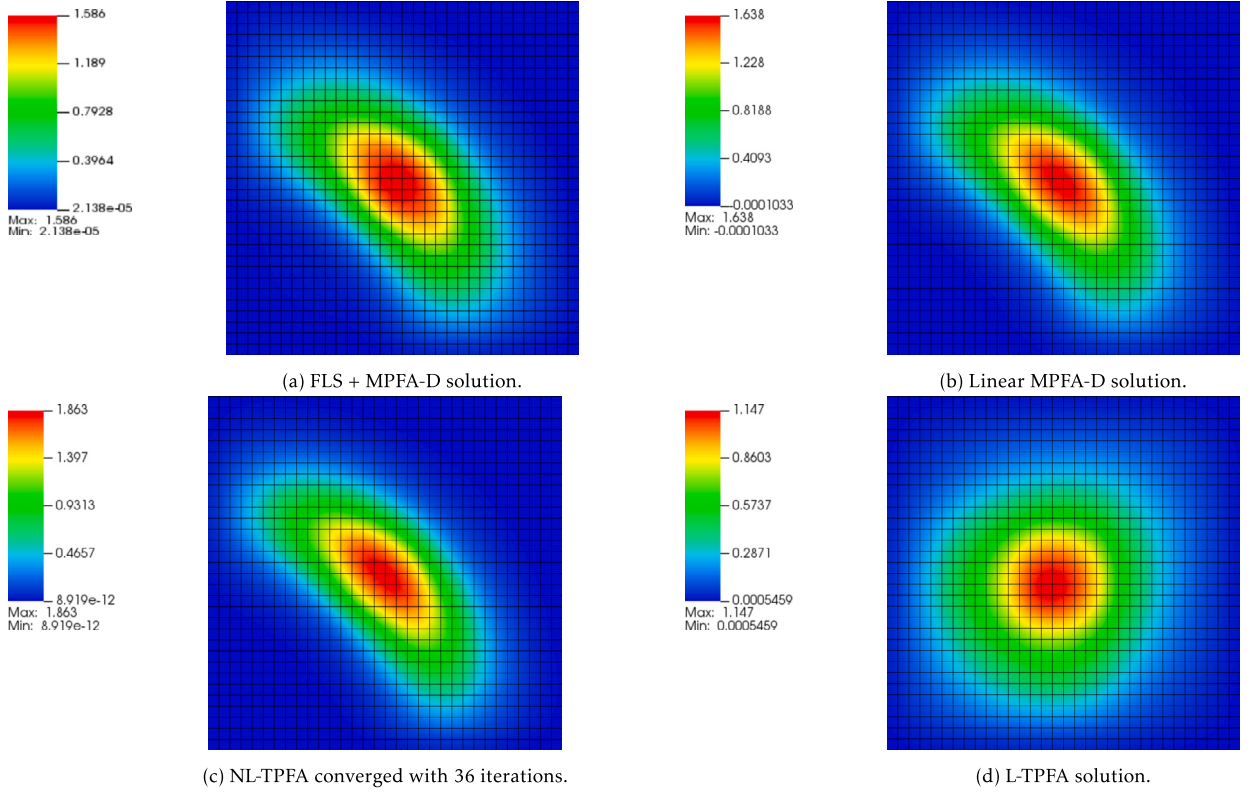 1.586
1.189
0.7928
0.3964
2.138e-05
Max: 1.586
Min: 2.138e-05
(a) FLS + MPFA-D solution.
1.638
1.228
0.8188
0.4093
-0.0001033
Max: 1.638
Min: -0.0001033
(b) Linear MPFA-D solution.
1.863
1.397
0.9313
0.4657
8.919e-12
Max: 1.863
Min: 8.919e-12
(c) NL-TPFA converged with 36 iterations.
1.147
0.8603
0.5737
0.2871
0.0005459
Max: 1.147
Min: 0.0005459
(d) L-TPFA solution.